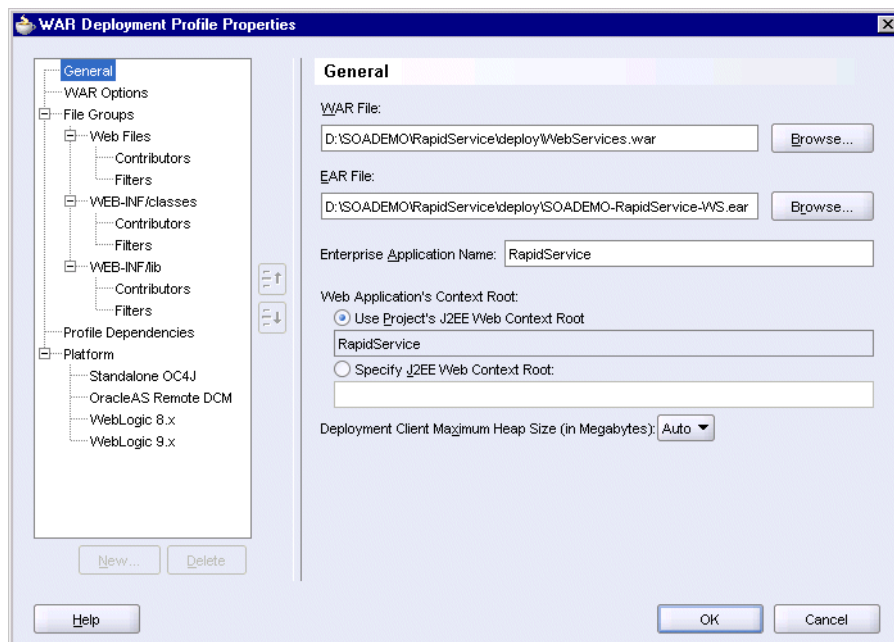 WAR Deployment Profile Properties
General
WAR Options
File Groups
Web Files
Contributors
Filters
WEB-INF/classes
Contributors
Filters
WEB-INF/lib
Contributors
Filters
Profile Dependencies
Platform
Standalone OC4J
OracleAS Remote DCM
WebLogic 8.x
WebLogic 9.x
New...
Delete
General
WAR File:
D:\SOADEMO\RapidService\deploy\WebServices.war
Browse...
EAR File:
D:\SOADEMO\RapidService\deploy\SOADEMO-RapidService-WS.ear
Browse...
Enterprise Application Name: RapidService
Web Application's Context Root:
Use Project's J2EE Web Context Root
RapidService
Specify J2EE Web Context Root:
Deployment Client Maximum Heap Size (in Megabytes): Auto
Help
OK
Cancel